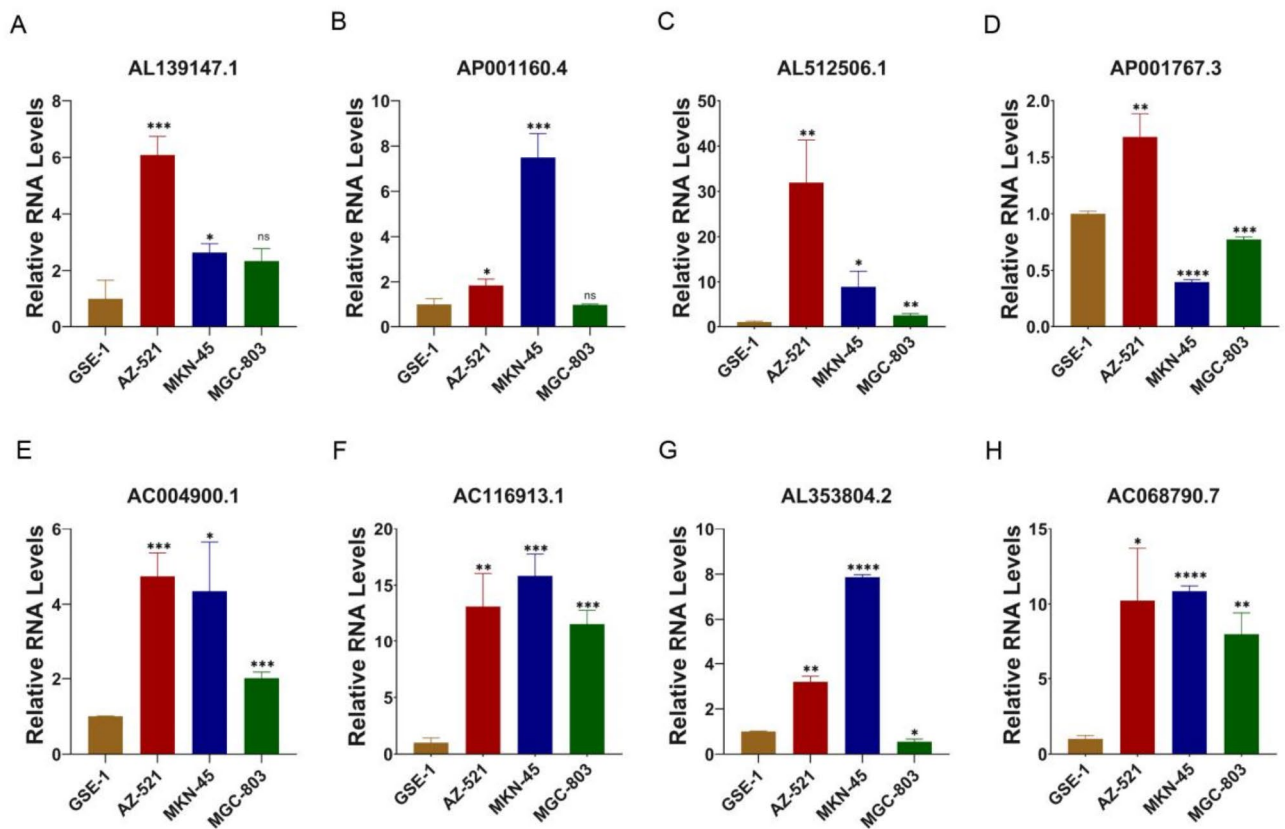 A
AL139147.1
Relative RNA Levels
8
6
4
2
0
***
*
ns
GSE-1
AZ-521
MKN-45
MGC-803
B
AP001160.4
Relative RNA Levels
10
8
6
4
2
0
*
***
ns
GSE-1
AZ-521
MKN-45
MGC-803
C
AL512506.1
Relative RNA Levels
50
40
30
20
10
0
**
*
**
GSE-1
AZ-521
MKN-45
MGC-803
D
AP001767.3
Relative RNA Levels
2.0
1.5
1.0
0.5
0.0
**
****
***
GSE-1
AZ-521
MKN-45
MGC-803
E
AC004900.1
Relative RNA Levels
6
4
2
0
***
*
***
GSE-1
AZ-521
MKN-45
MGC-803
F
AC116913.1
Relative RNA Levels
20
15
10
5
0
**
***
***
GSE-1
AZ-521
MKN-45
MGC-803
G
AL353804.2
Relative RNA Levels
10
8
6
4
2
0
**
****
*
GSE-1
AZ-521
MKN-45
MGC-803
H
AC068790.7
Relative RNA Levels
15
10
5
0
*
****
**
GSE-1
AZ-521
MKN-45
MGC-803